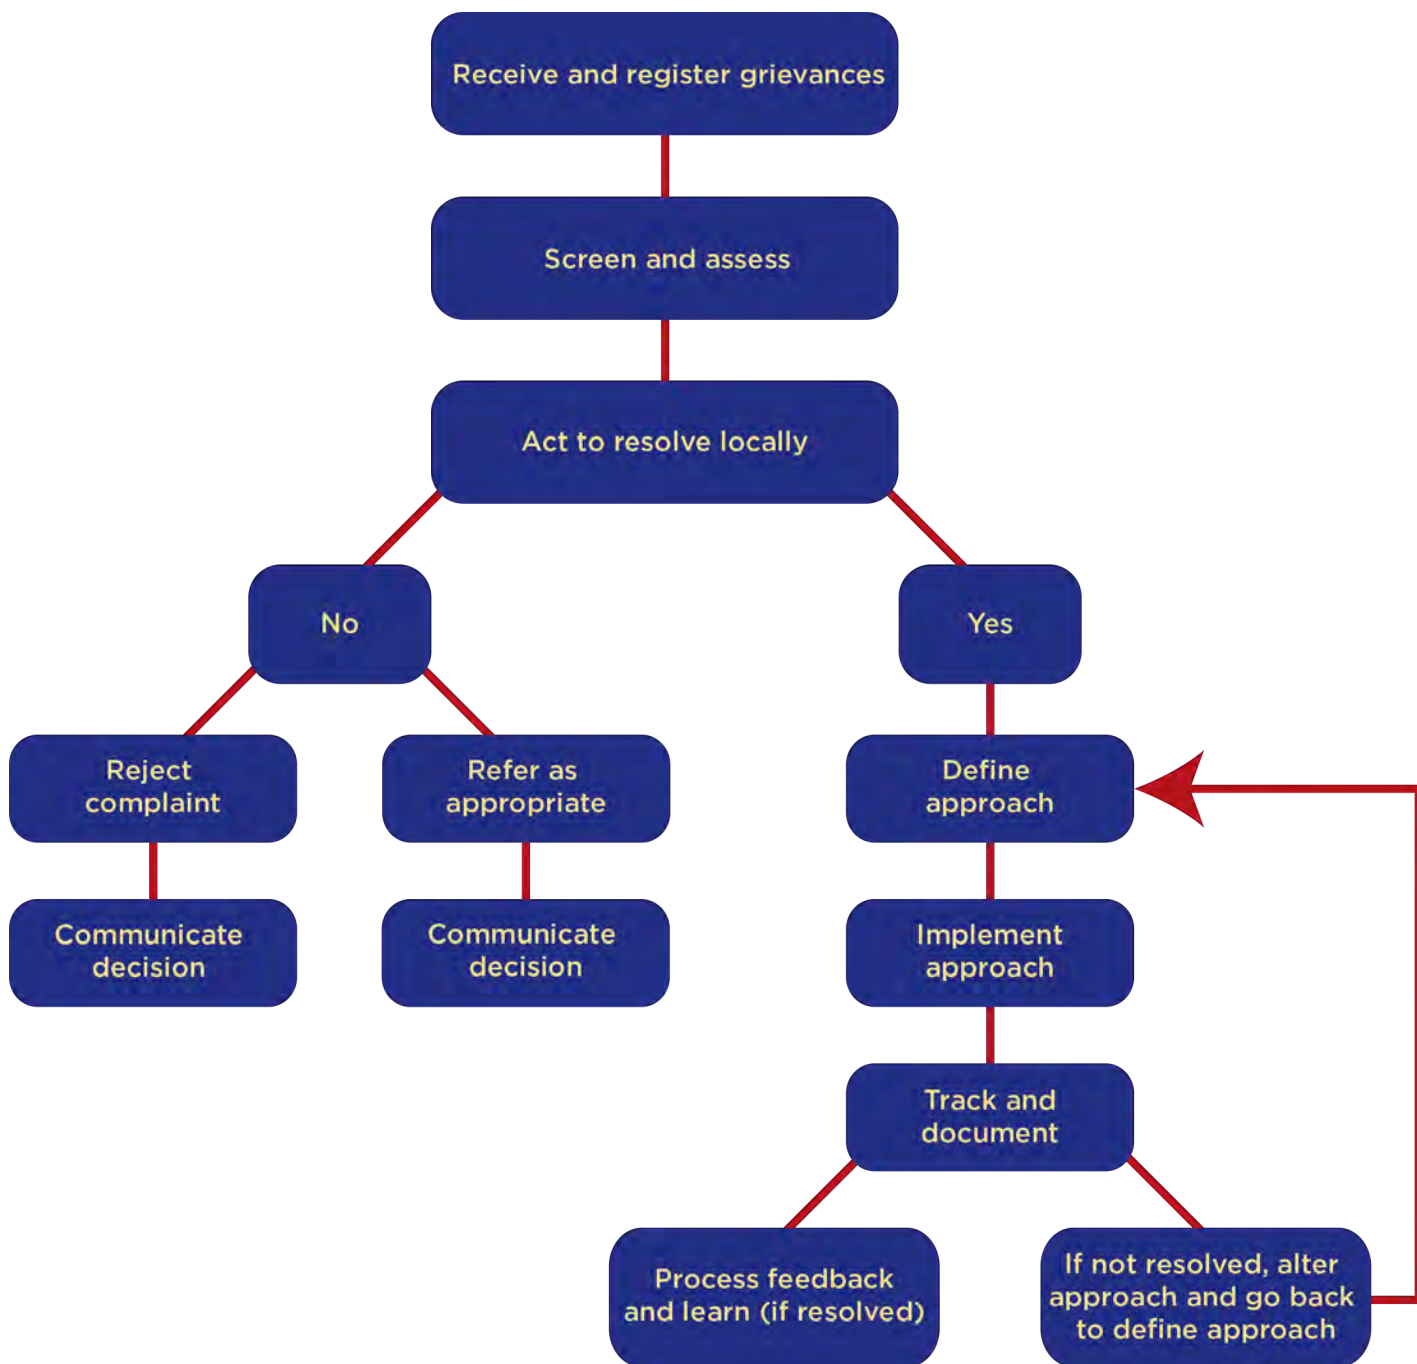 Receive and register grievances
Screen and assess
Act to resolve locally
No
Yes
Reject
complaint
Refer as
appropriate
Define
approach
Communicate
decision
Communicate
decision
Implement
approach
Track and
document
Process feedback
and learn (if resolved)
If not resolved, alter
approach and go back
to define approach